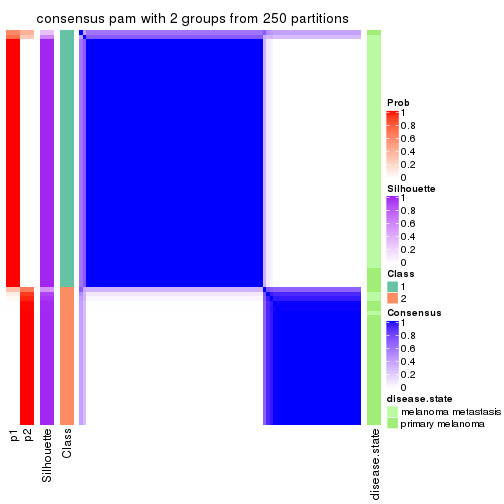 consensus pam with 2 groups from 250 partitions
Prob
1
0.8
0.6
0.4
0.2
0
Silhouette
1
0.8
0.6
0.4
0.2
0
Class
1
2
Consensus
1
0.8
0.6
0.4
0.2
0
disease.state
melanoma metastasis
primary melanoma
p1
p2
Silhouette
Class
disease.state